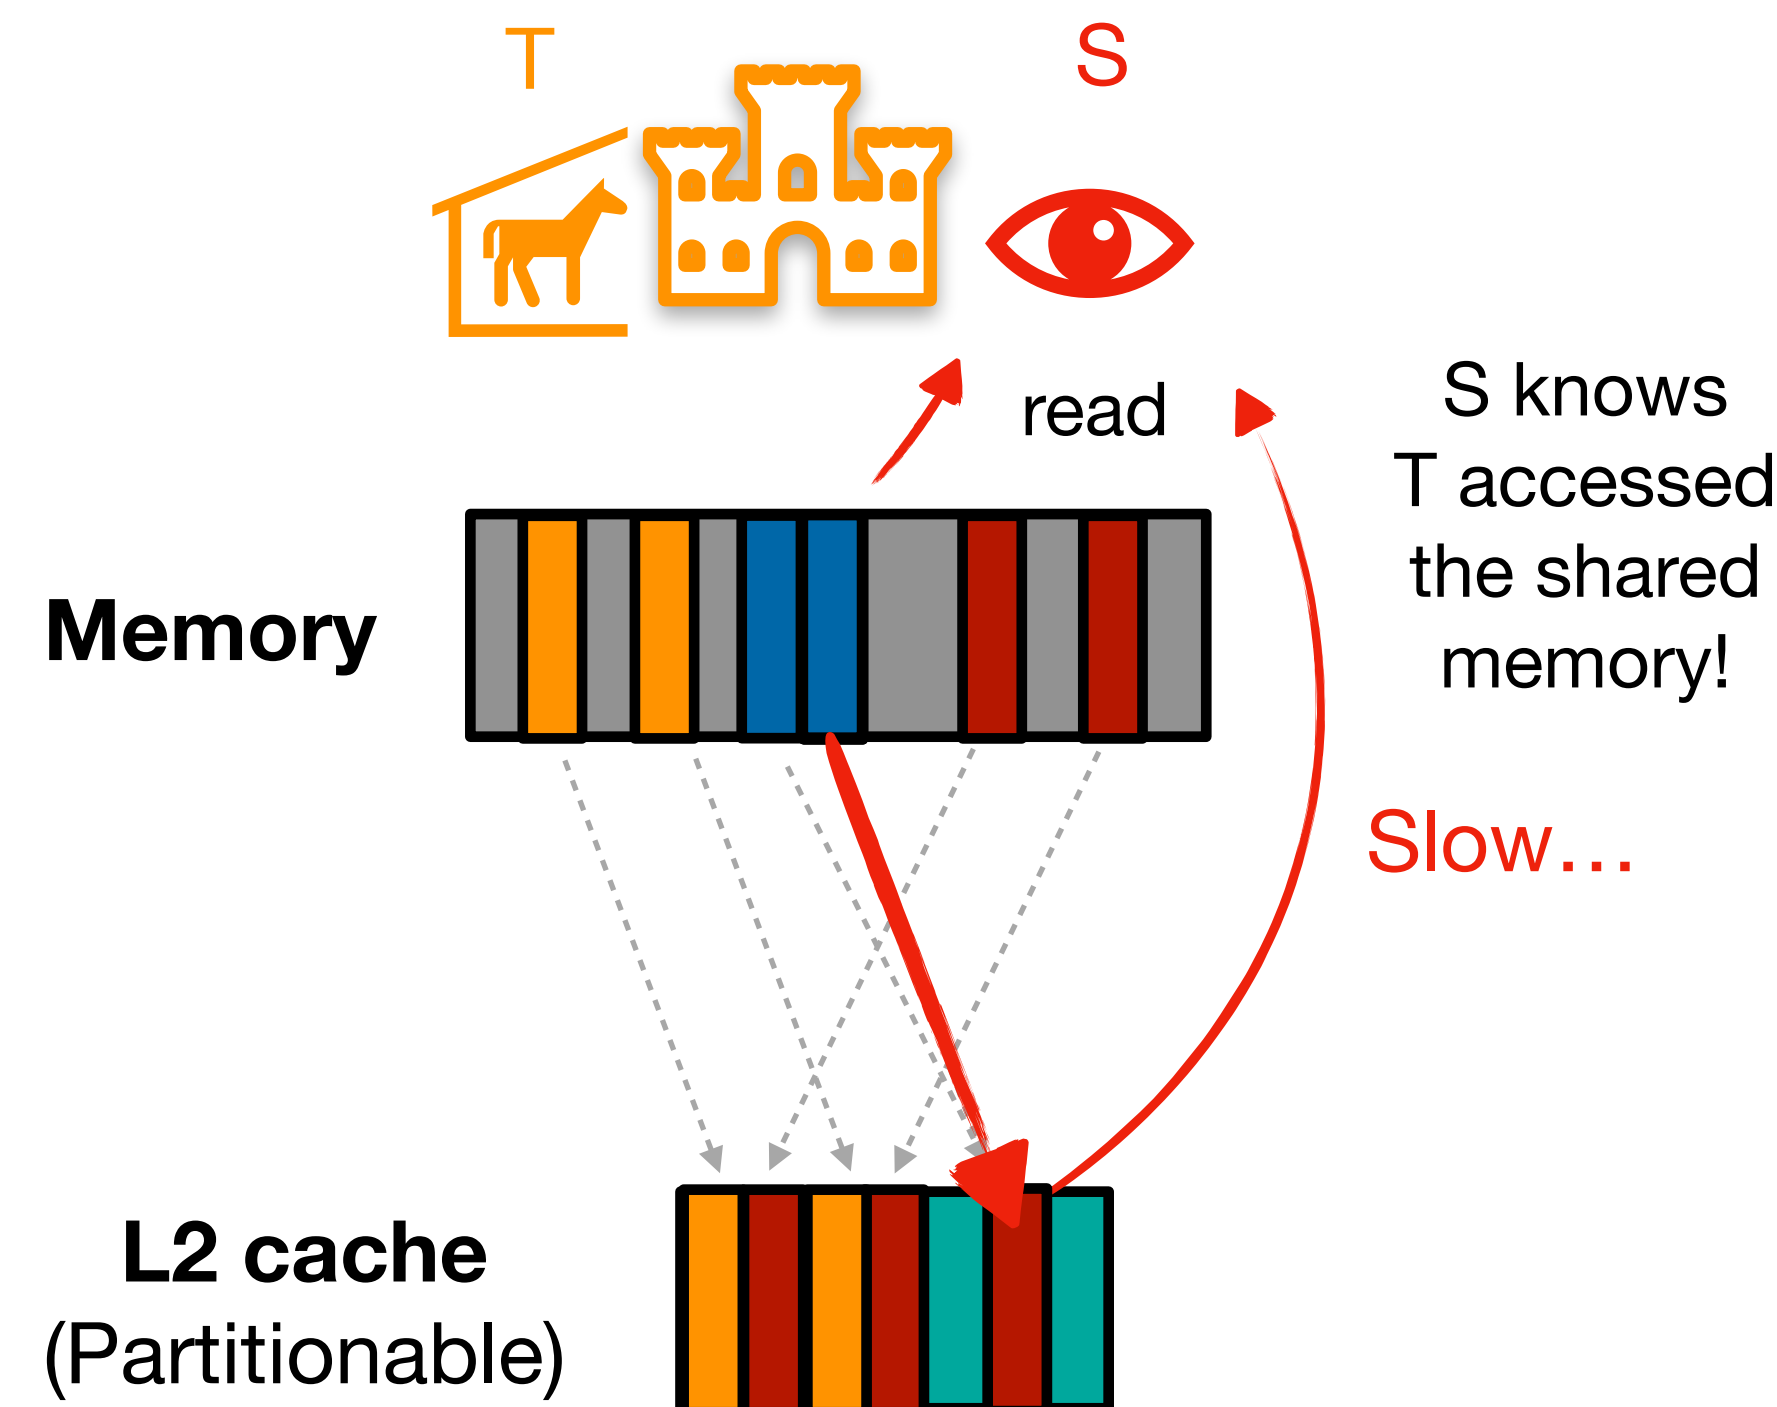 T
S
read
S knows
T accessed
the shared
memory!
Memory
Slow…
L2 cache
(Partitionable)